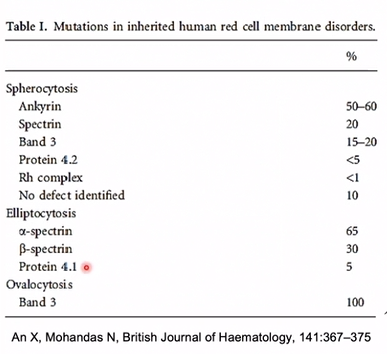 Table I. Mutations in inherited human red cell membrane disorders.
%
Spherocytosis
Ankyrin 50–60
Spectrin 20
Band 3 15–20
Protein 4.2 <5
Rh complex <1
No defect identified 10
Elliptocytosis
α-spectrin 65
β-spectrin 30
Protein 4.1 5
Ovalocytosis
Band 3 100
An X, Mohandas N, British Journal of Haematology, 141:367–375